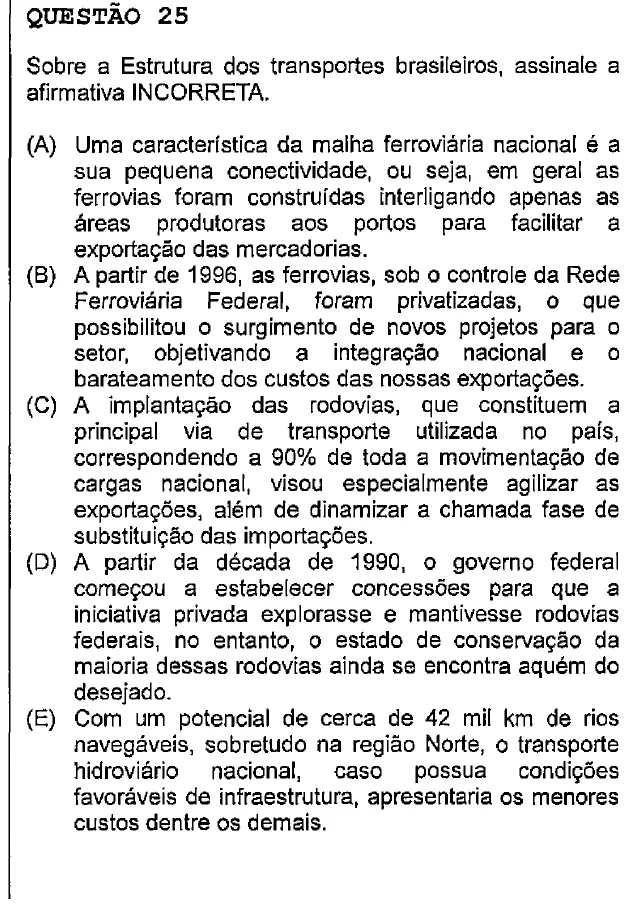 QUESTÃO 25
Sobre a Estrutura dos transportes brasileiros, assinale a
afirmativa INCORRETA.
(A) Uma característica da malha ferroviária nacional é a
sua pequena conectividade, ou seja, em geral as
ferrovias foram construídas interligando apenas as
áreas produtoras aos portos para facilitar a
exportação das mercadorias.
(B) A partir de 1996, as ferrovias, sob o controle da Rede
Ferroviária Federal, foram privatizadas, o que
possibilitou o surgimento de novos projetos para o
setor, objetivando a integração nacional e o
barateamento dos custos das nossas exportações.
(C) A implantação das rodovias, que constituem a
principal via de transporte utilizada no país,
correspondendo a 90% de toda a movimentação de
cargas nacional, visou especialmente agilizar as
exportações, além de dinamizar a chamada fase de
substituição das importações.
(D) A partir da década de 1990, o governo federal
começou a estabelecer concessões para que a
iniciativa privada explorasse e mantivesse rodovias
federais, no entanto, o estado de conservação da
maioria dessas rodovias ainda se encontra aquém do
desejado.
(E) Com um potencial de cerca de 42 mil km de rios
navegáveis, sobretudo na região Norte, o transporte
hidroviário nacional, caso possua condições
favoráveis de infraestrutura, apresentaria os menores
custos dentre os demais.